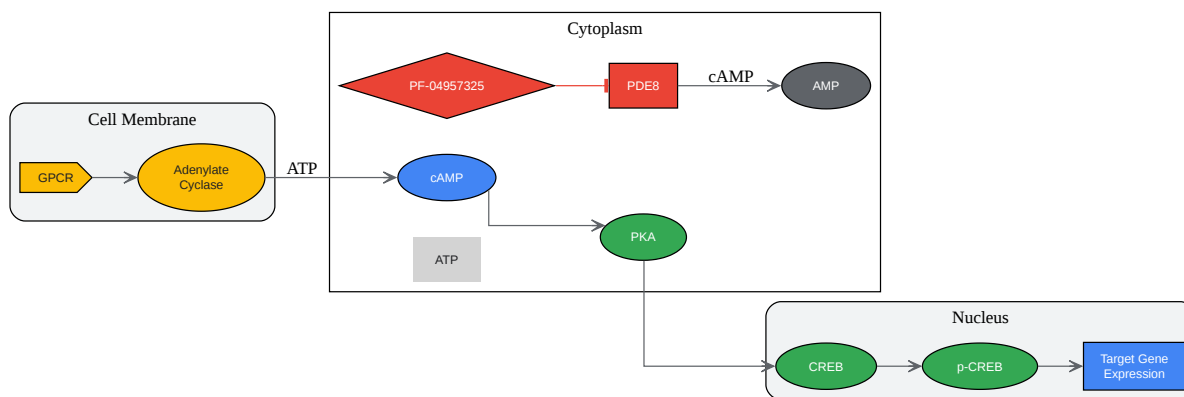 Cytoplasm
PF-04957325
PDE8
cAMP
AMP
Cell Membrane
GPCR
Adenylate
Cyclase
ATP
cAMP
PKA
ATP
Nucleus
CREB
p-CREB
Target Gene
Expression